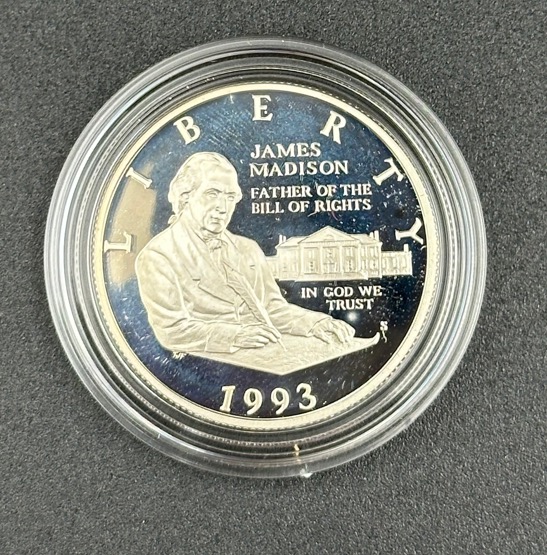 LIBERTY
JAMES
MADISON
FATHER OF THE
BILL OF RIGHTS
IN GOD WE
TRUST
S
1993